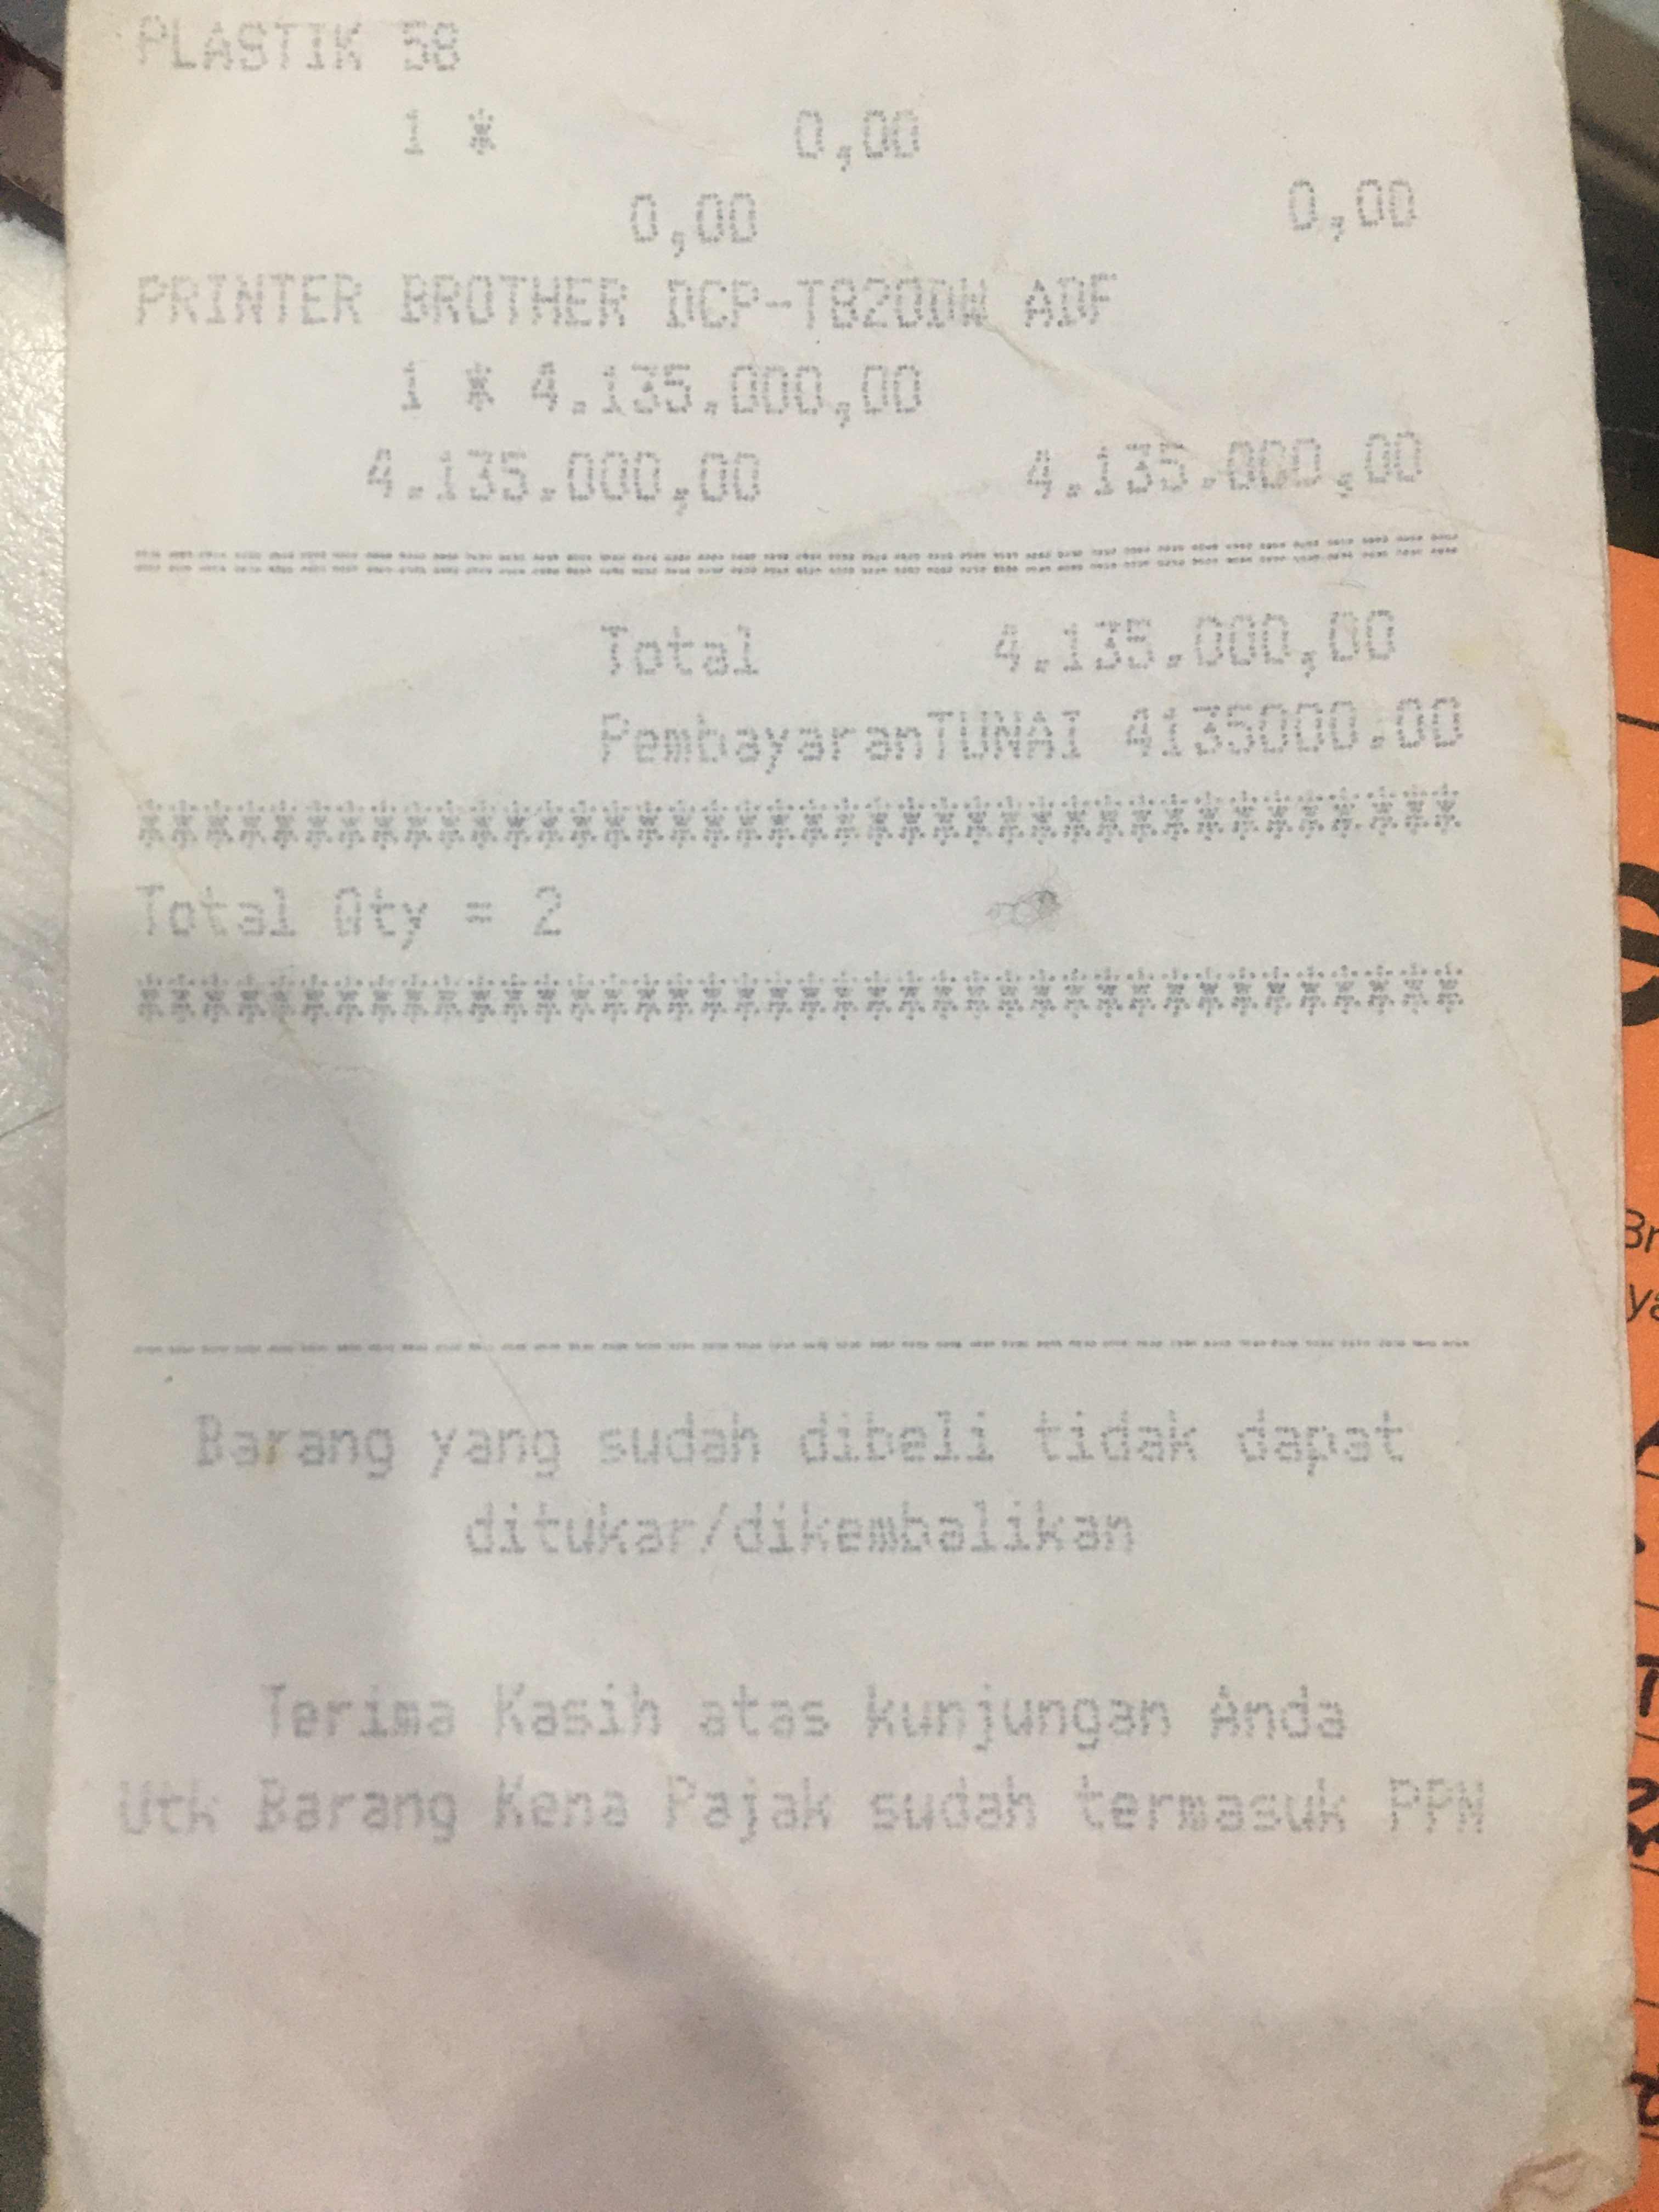 PLASTIK 38
1 * 0,00
0,00 0,00
PRINTER BROTHER DCP-T820DW ADF
1 * 4.135.000,00
4.135.000,00 4.135.000,00
========================================
Total 4.135.000,00
PembayaranTUNAI 4135000.00
****************************************
Total Qty = 2
****************************************
----------------------------------------
Barang yang sudah dibeli tidak dapat
ditukar/dikembalikan
Terima Kasih atas kunjungan Anda
Utk Barang Kena Pajak sudah termasuk PPN
Br
ya